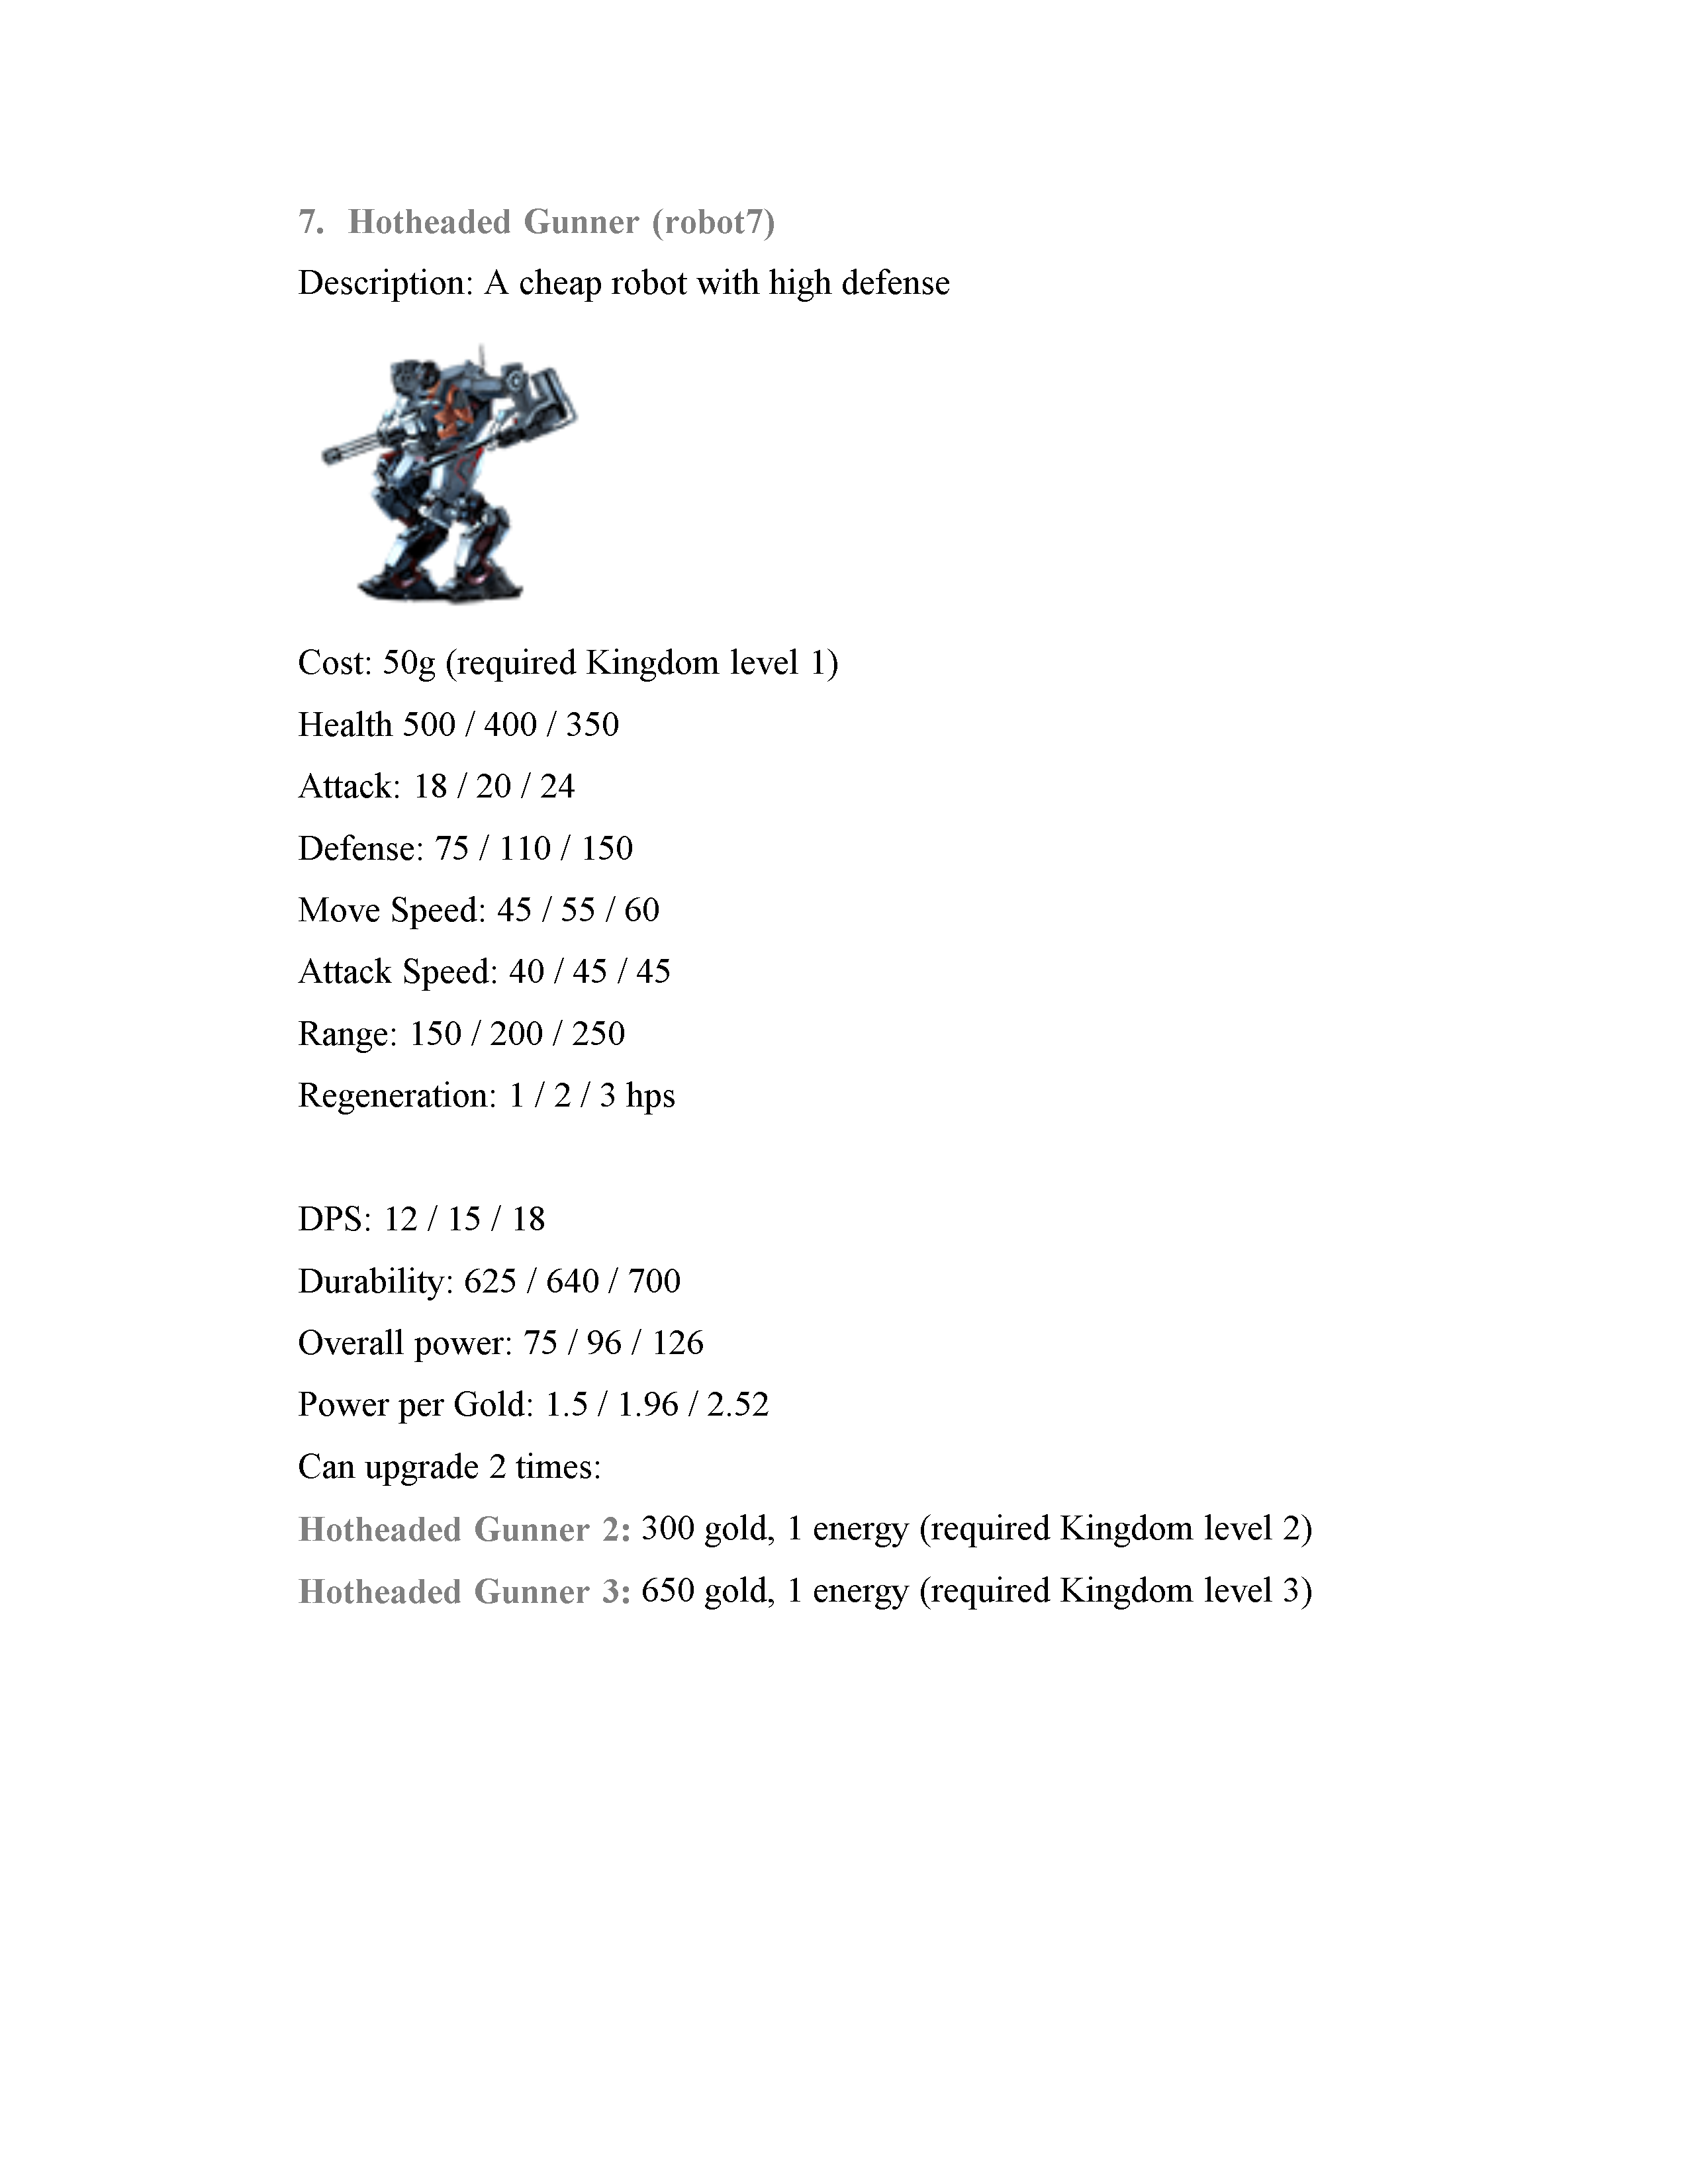 7. Hotheaded Gunner (robot7)
Description: A cheap robot with high defense
Cost: 50g (required Kingdom level 1)
Health 500 / 400 / 350
Attack: 18 / 20 / 24
Defense: 75 / 110 / 150
Move Speed: 45 / 55 / 60
Attack Speed: 40 / 45 / 45
Range: 150 / 200 / 250
Regeneration: 1 / 2 / 3 hps
DPS: 12 / 15 / 18
Durability: 625 / 640 / 700
Overall power: 75 / 96 / 126
Power per Gold: 1.5 / 1.96 / 2.52
Can upgrade 2 times:
Hotheaded Gunner 2: 300 gold, 1 energy (required Kingdom level 2)
Hotheaded Gunner 3: 650 gold, 1 energy (required Kingdom level 3)